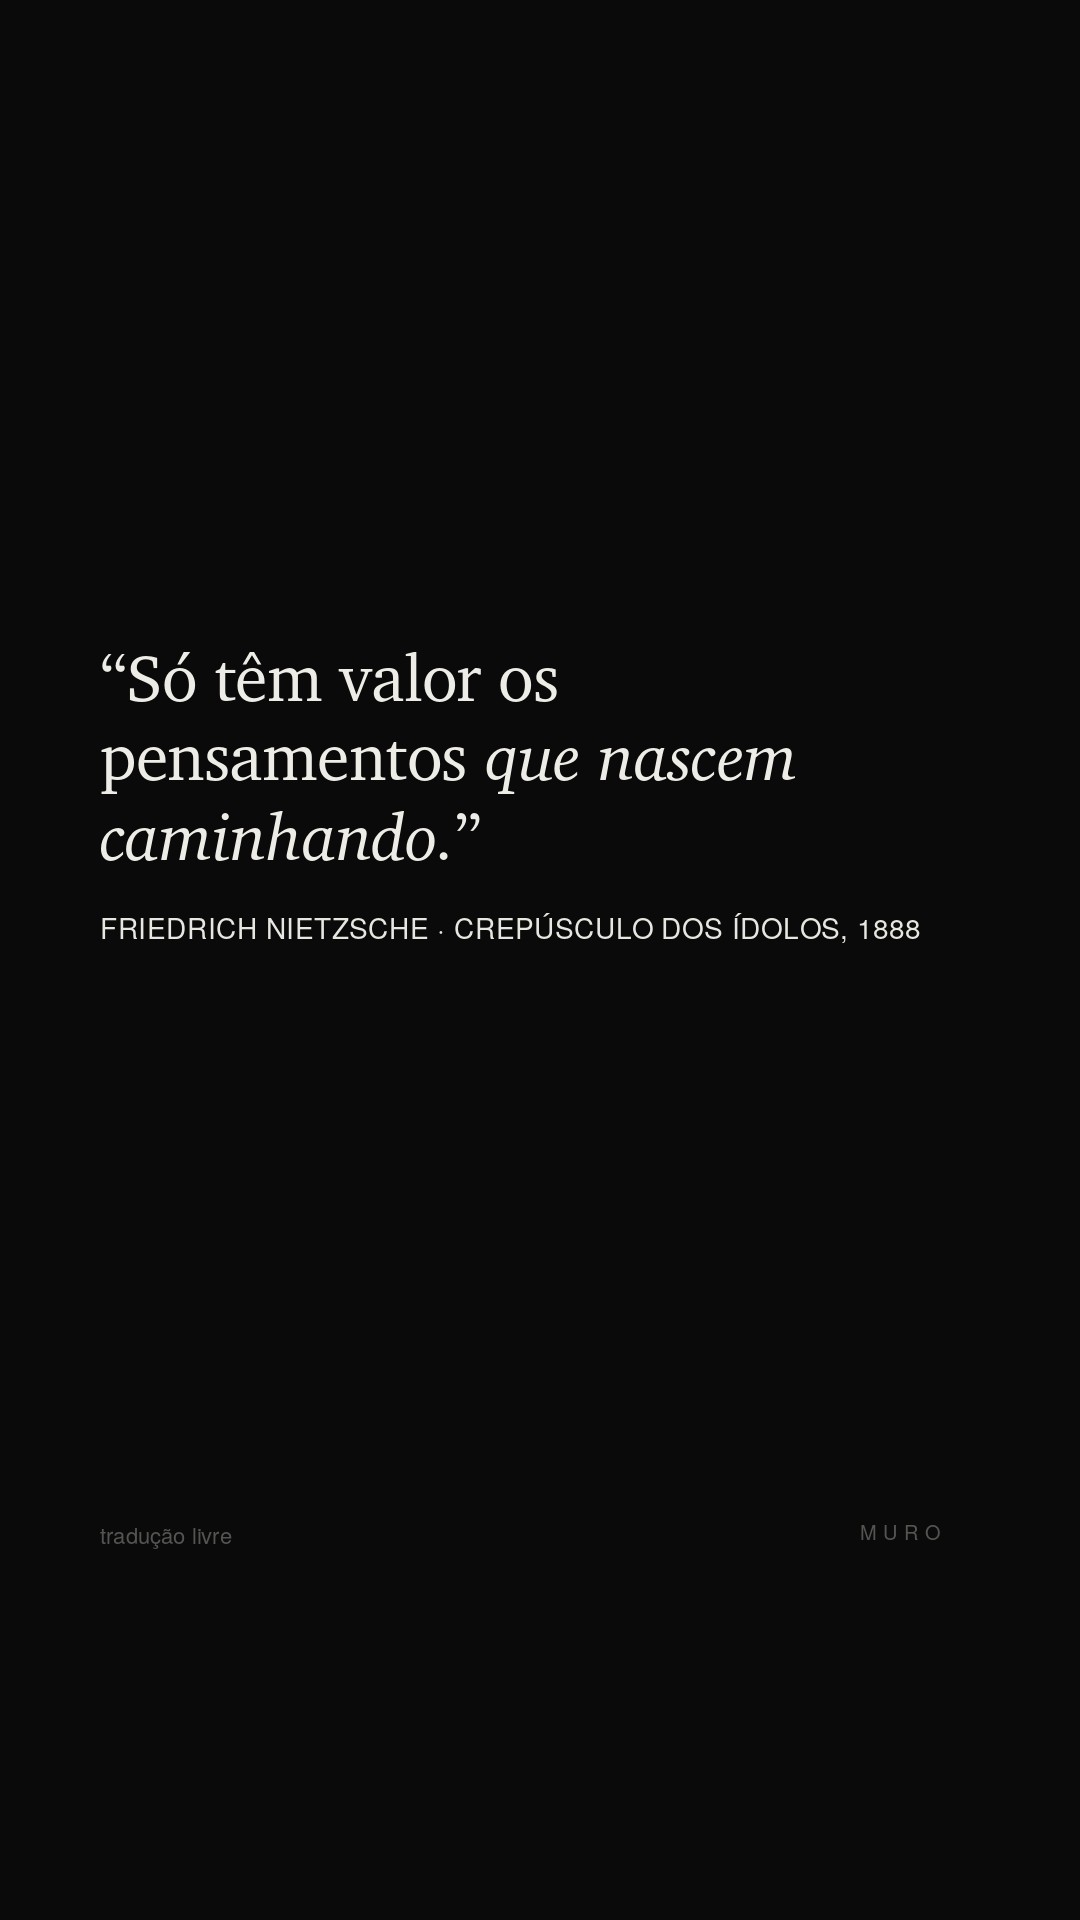 “Só têm valor os
pensamentos que nascem
caminhando.”
FRIEDRICH NIETZSCHE · CREPÚSCULO DOS ÍDOLOS, 1888
tradução livre
MURO